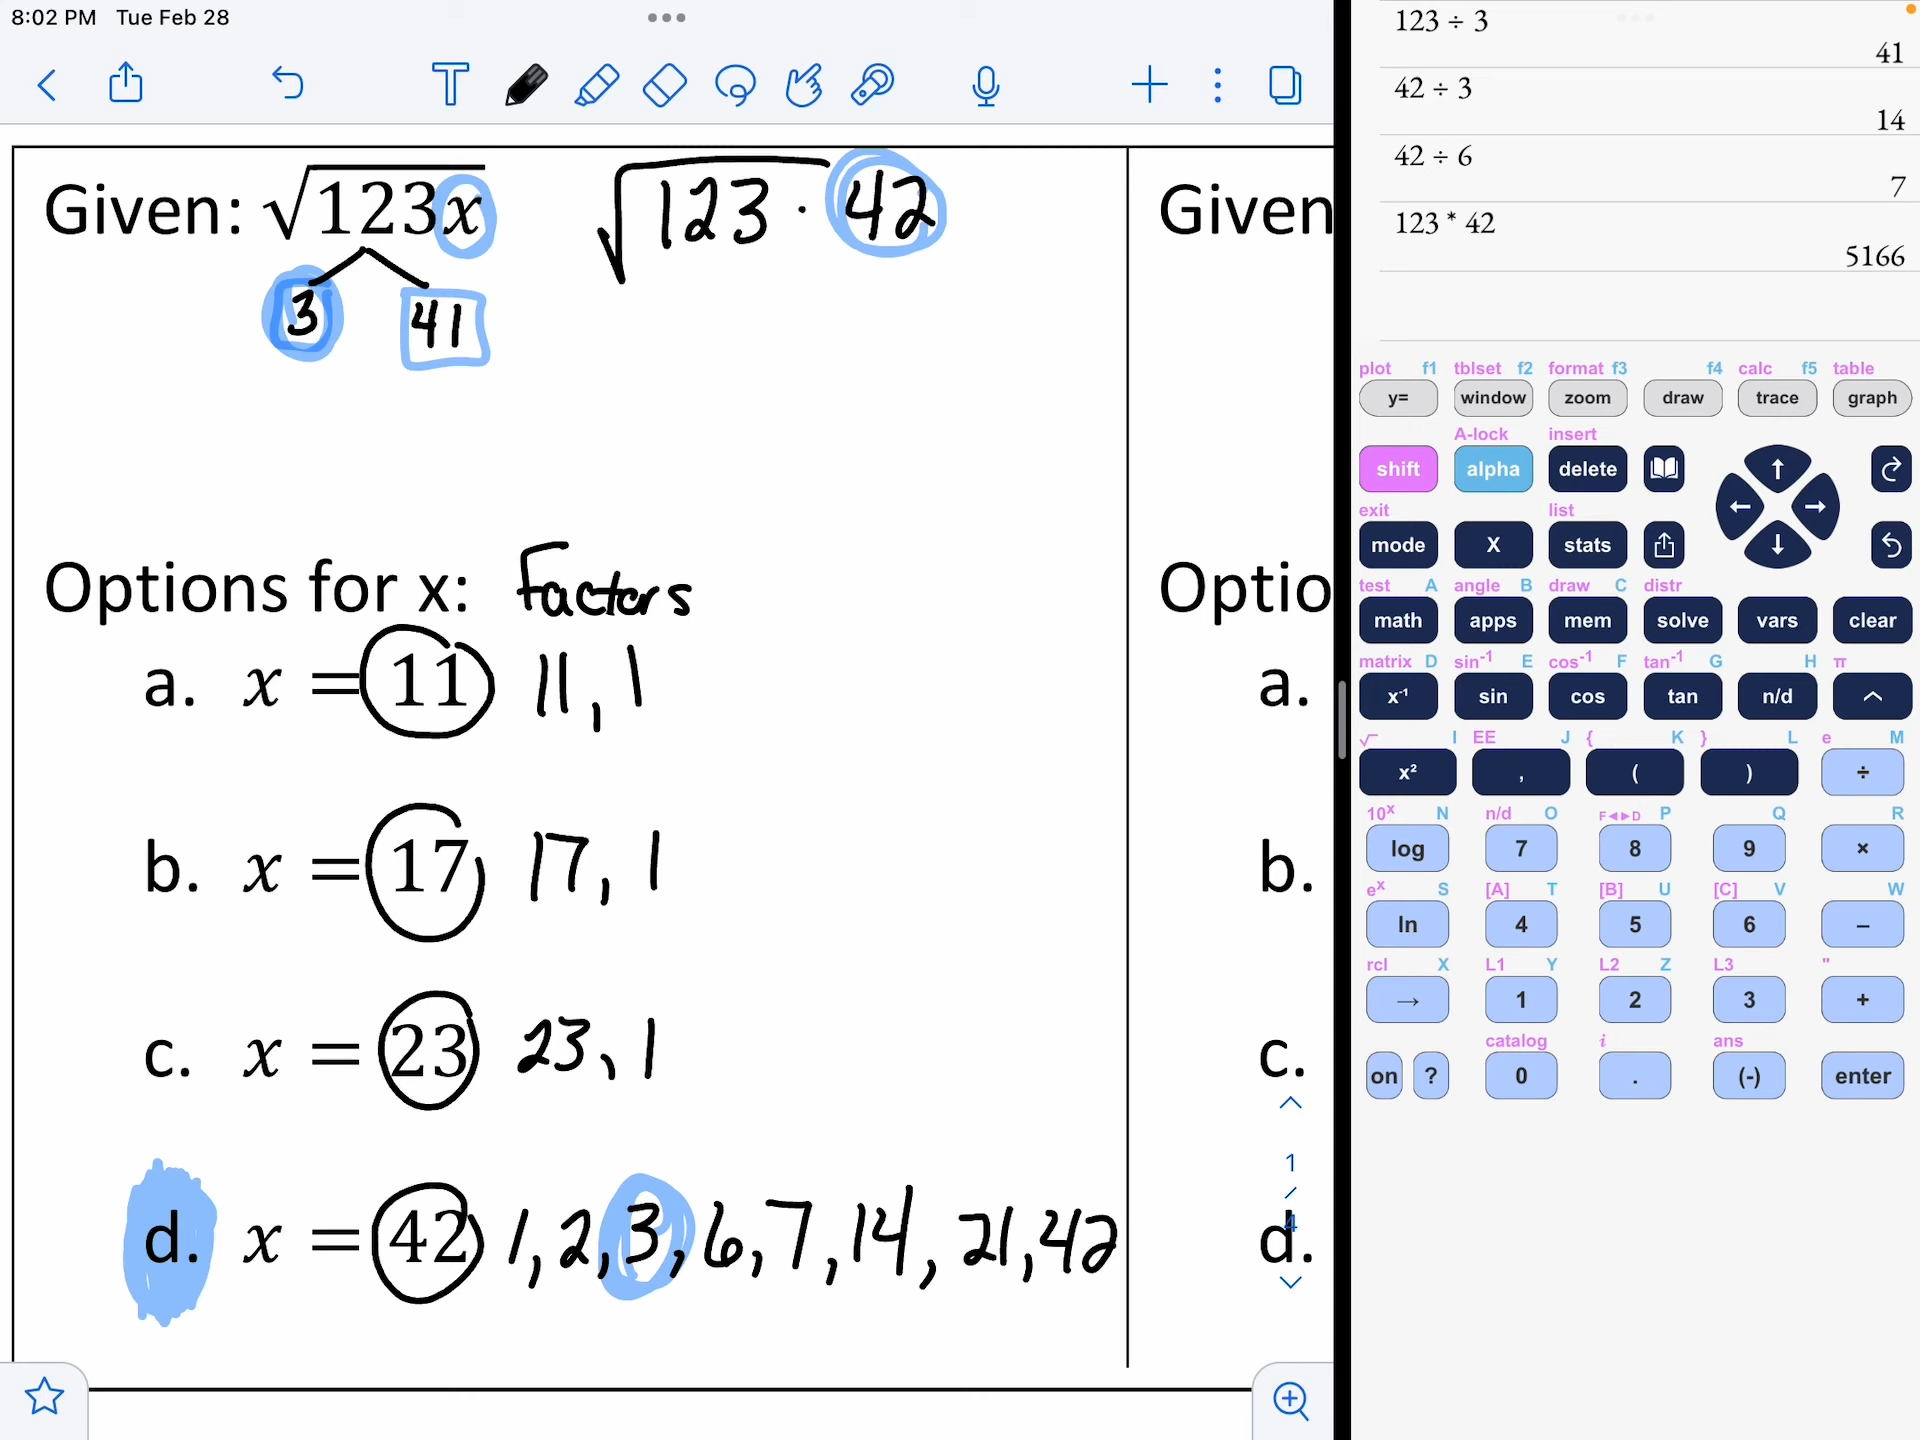 8:02 PM Tue Feb 28
T
Given: √123x √123 · 42
3 41
Options for x: Factors
a. x = 11 11, 1
b. x = 17 17, 1
c. x = 23 23, 1
d. x = 42 1, 2, 3, 6, 7, 14, 21, 42
Given
Optio
a.
b.
c.
1
/
4
d.
123 ÷ 3
41
42 ÷ 3
14
42 ÷ 6
7
123 * 42
5166
plot f1 tblset f2 format f3 f4 calc f5 table
y= window zoom draw trace graph
A-lock insert
shift alpha delete
exit list
mode X stats
test A angle B draw C distr
math apps mem solve vars clear
matrix D sin⁻¹ E cos⁻¹ F tan⁻¹ G H π
x⁻¹ sin cos tan n/d ^
√‾ I EE J { K } L e M
x² , ( ) ÷
10ˣ N n/d O F◄►D P Q R
log 7 8 9 ×
eˣ S [A] T [B] U [C] V W
ln 4 5 6 −
rcl X L1 Y L2 Z L3 "
→ 1 2 3 +
catalog i ans
on ? 0 . (-) enter